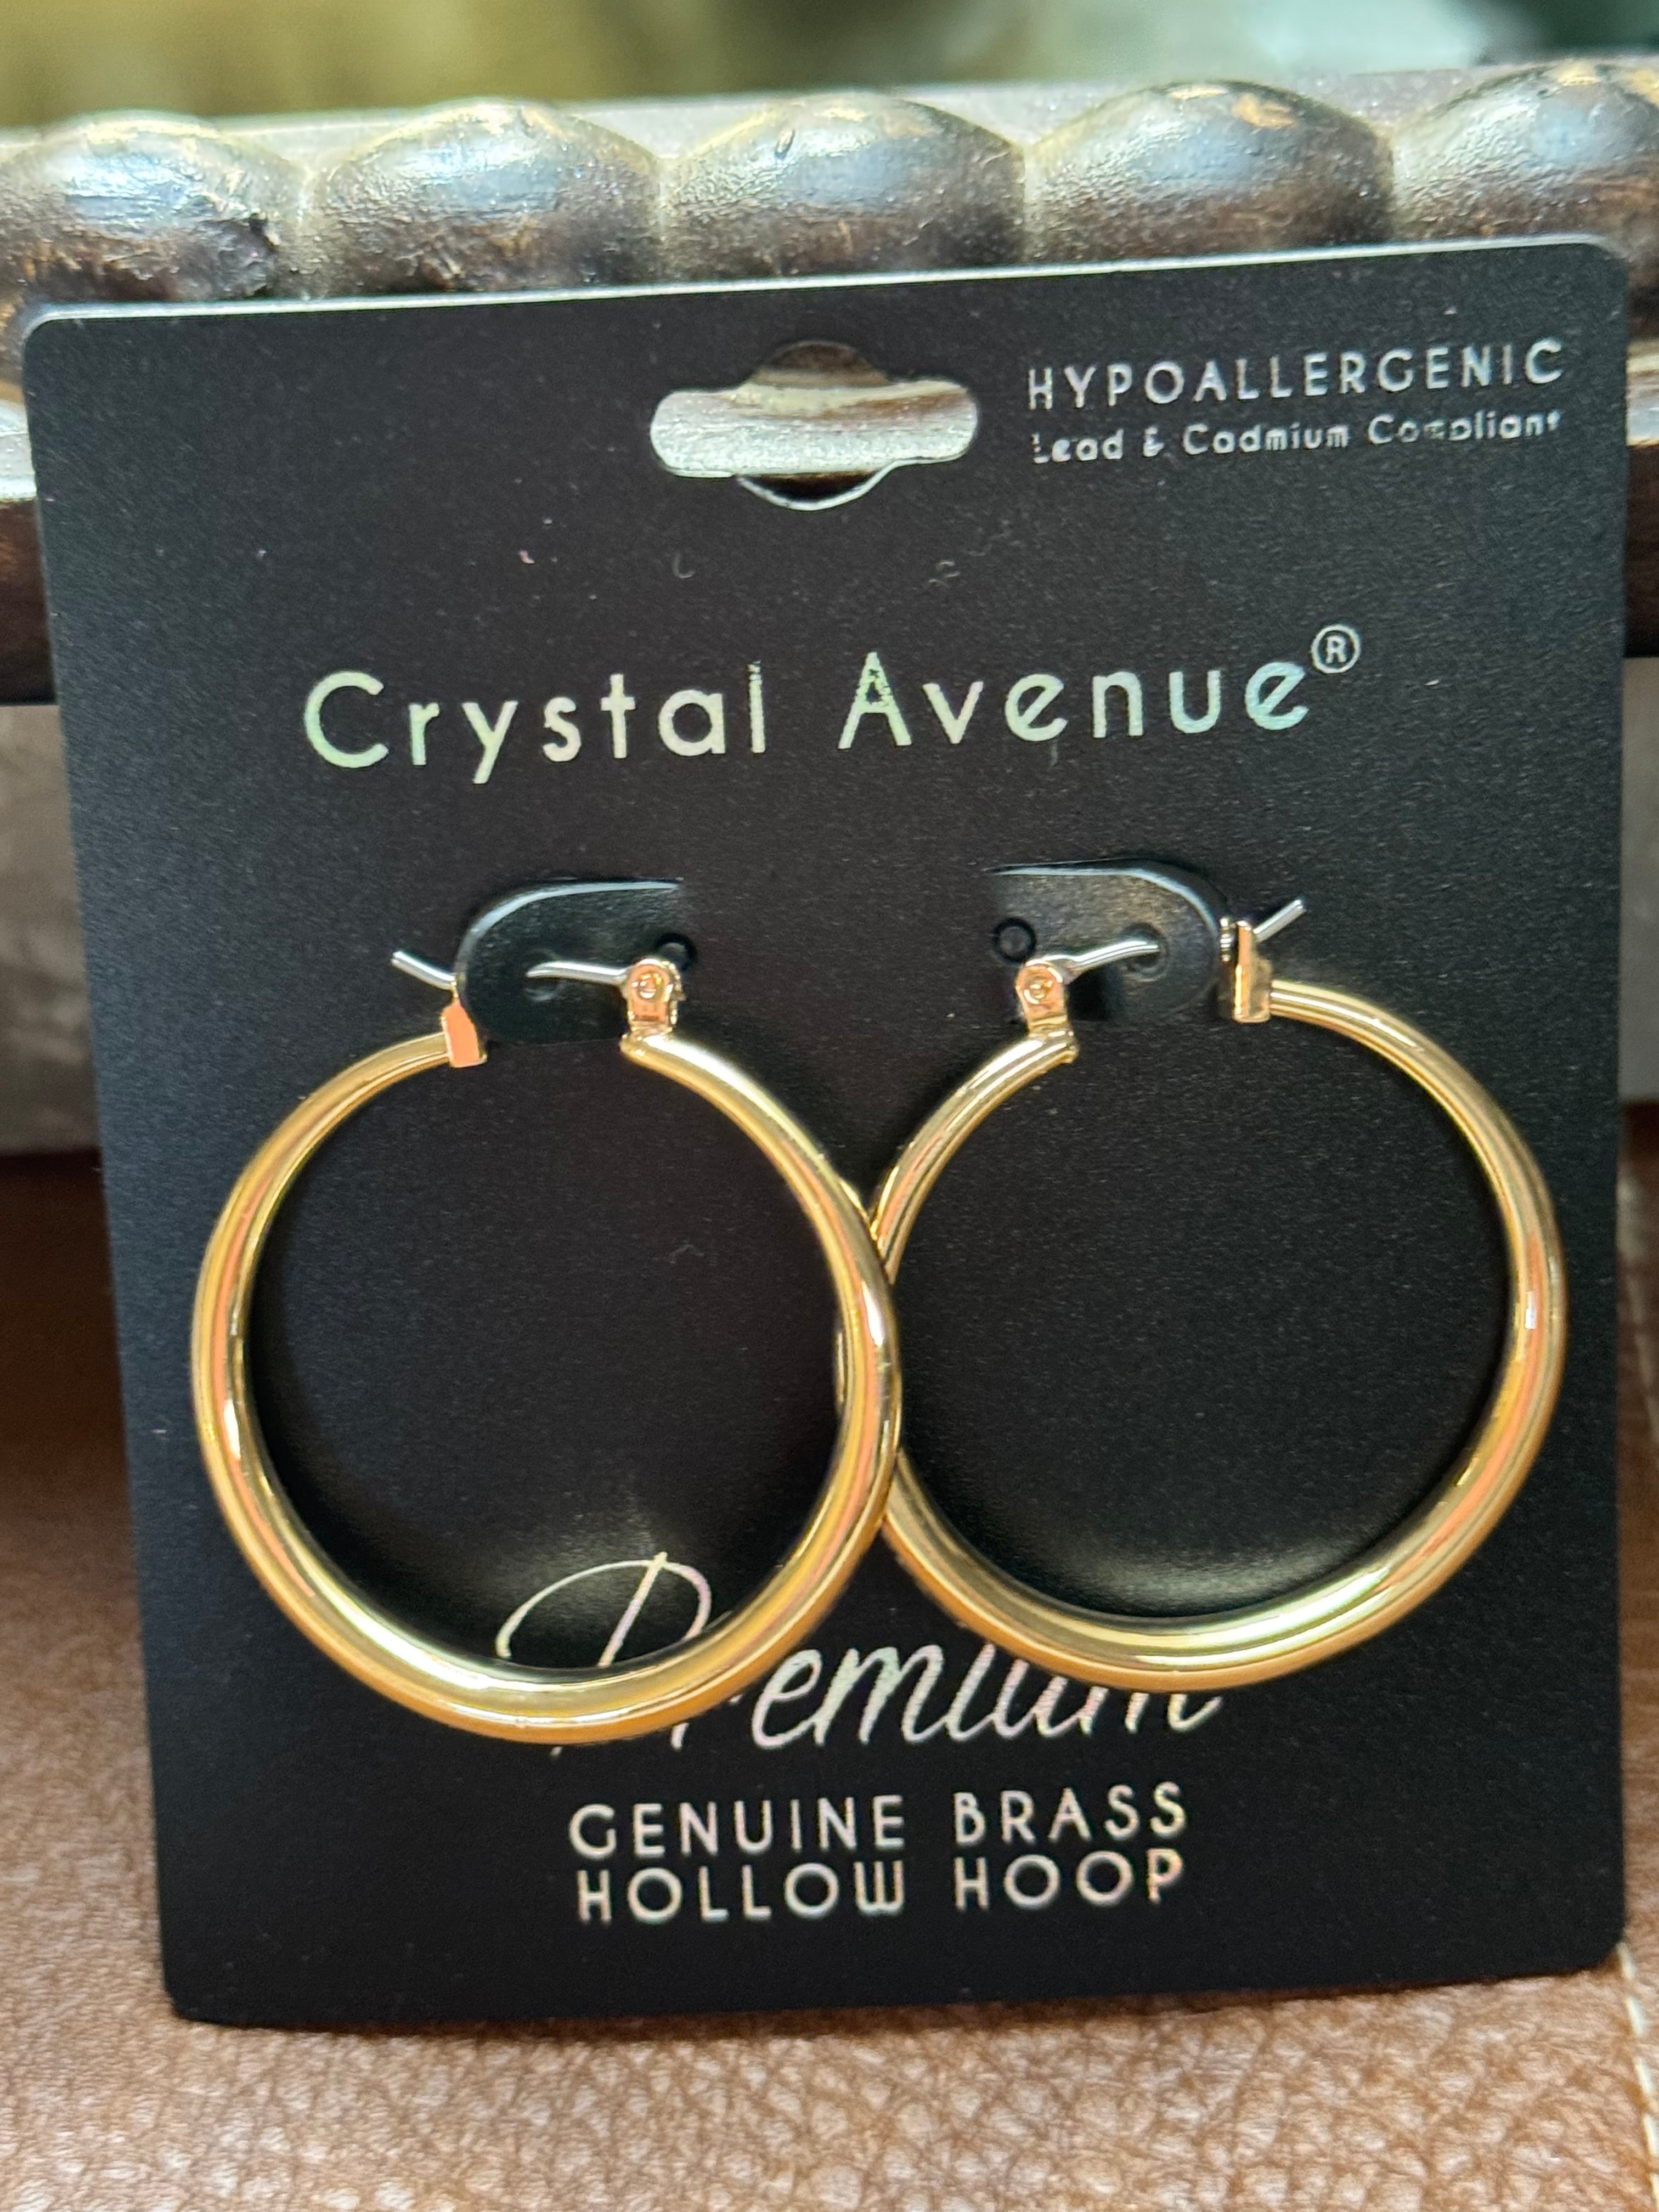 HYPOALLERGENIC
Lead & Cadmium Compliant
Crystal Avenue®
Premium
GENUINE BRASS
HOLLOW HOOP